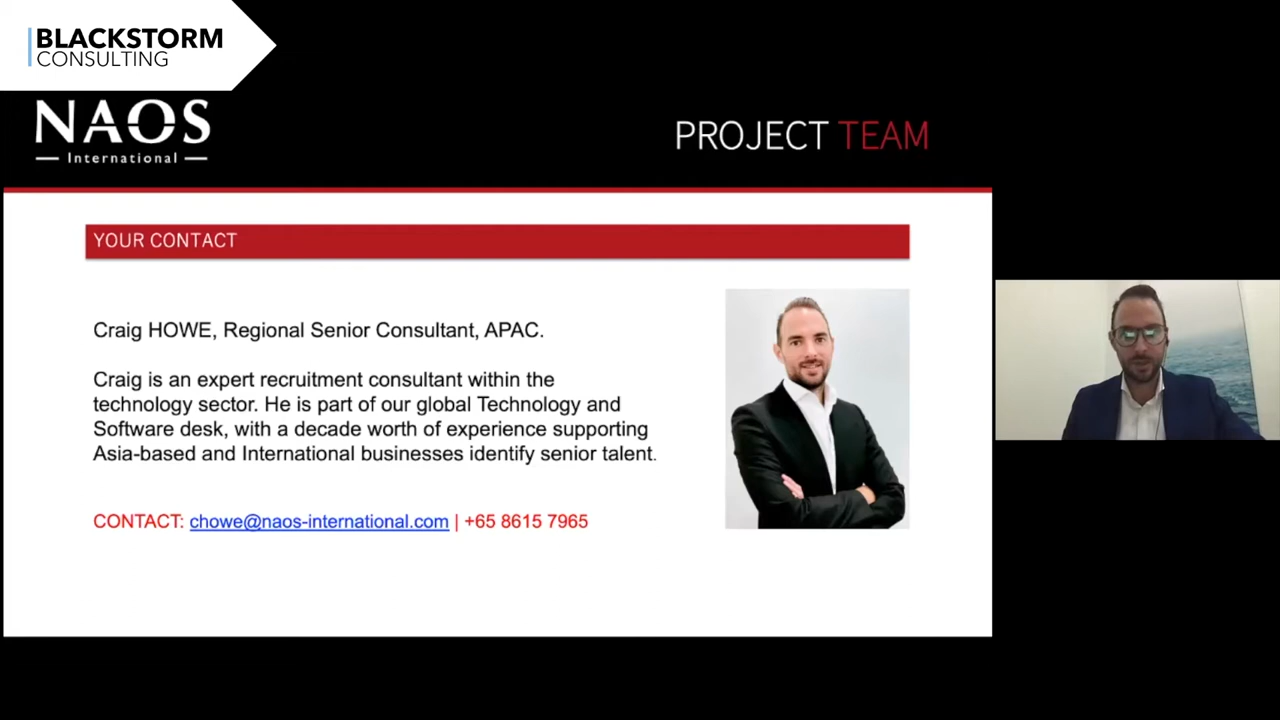 BLACKSTORM
CONSULTING
NAOS
International
PROJECT TEAM
YOUR CONTACT
Craig HOWE, Regional Senior Consultant, APAC.
Craig is an expert recruitment consultant within the
technology sector. He is part of our global Technology and
Software desk, with a decade worth of experience supporting
Asia-based and International businesses identify senior talent.
CONTACT: chowe@naos-international.com | +65 8615 7965